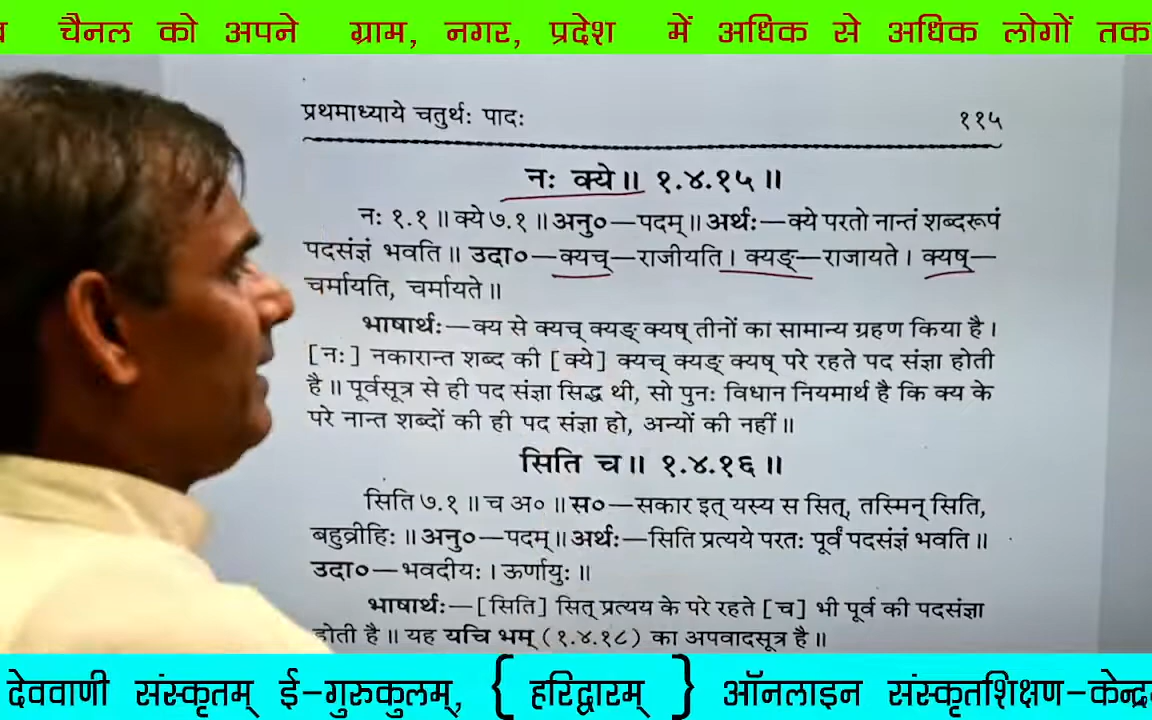 चैनल को अपने ग्राम, नगर, प्रदेश में अधिक से अधिक लोगों तक
प्रथमाध्याये चतुर्थः पादः ११५
नः क्ये॥ १.४.१५॥
नः १.१॥ क्ये ७.१॥ अनु०—पदम्॥ अर्थः—क्ये परतो नान्तं शब्दरूपं
पदसंज्ञं भवति॥ उदा०—क्यच्—राजीयति। क्यङ्—राजायते। क्यष्—
चर्मायति, चर्मायते॥
भाषार्थः—क्य से क्यच् क्यङ् क्यष् तीनों का सामान्य ग्रहण किया है।
[नः] नकारान्त शब्द की [क्ये] क्यच् क्यङ् क्यष् परे रहते पद संज्ञा होती
है॥ पूर्वसूत्र से ही पद संज्ञा सिद्ध थी, सो पुनः विधान नियमार्थ है कि क्य के
परे नान्त शब्दों की ही पद संज्ञा हो, अन्यों की नहीं॥
सिति च॥ १.४.१६॥
सिति ७.१॥ च अ०॥ स०—सकार इत् यस्य स सित्, तस्मिन् सिति,
बहुव्रीहिः॥ अनु०—पदम्॥ अर्थः—सिति प्रत्यये परतः पूर्वं पदसंज्ञं भवति॥
उदा०—भवदीयः। ऊर्णायुः॥
भाषार्थः—[सिति] सित् प्रत्यय के परे रहते [च] भी पूर्व की पदसंज्ञा
होती है॥ यह यचि भम् (१.४.१८) का अपवादसूत्र है॥
देववाणी संस्कृतम् ई-गुरुकुलम्, { हरिद्वारम् } ऑनलाइन संस्कृतशिक्षण-केन्द्र